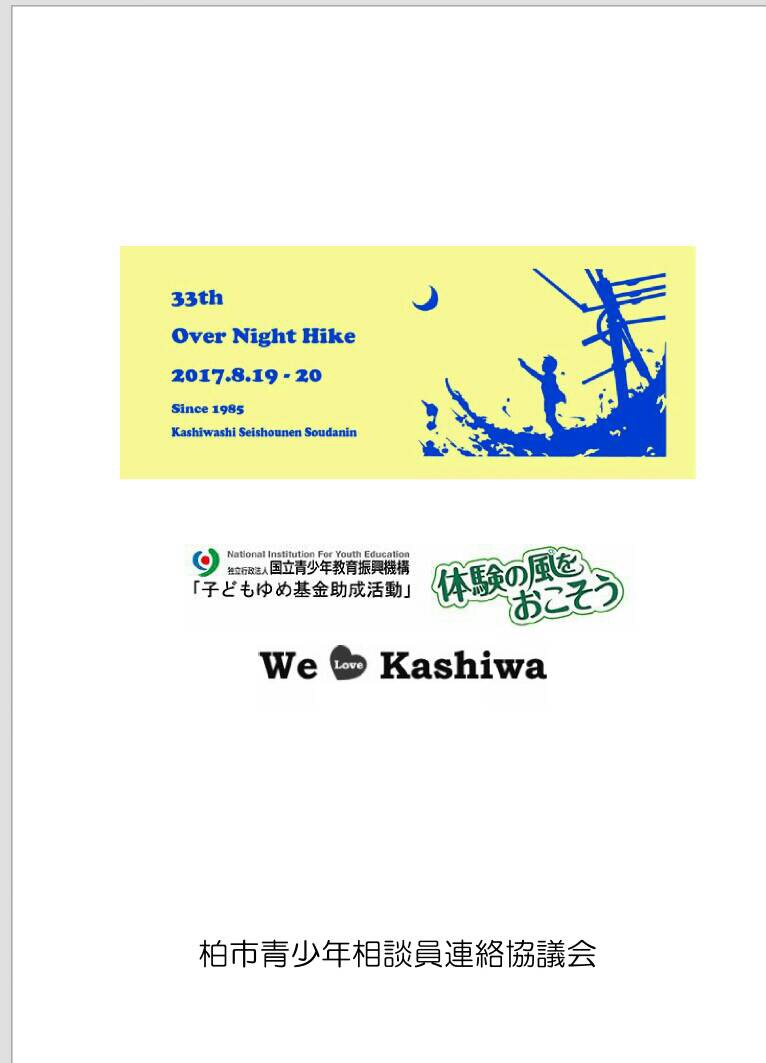 33th
Over Night Hike
2017.8.19 - 20
Since 1985
Kashiwashi Seishounen Soudanin
National Institution For Youth Education
独立行政法人 国立青少年教育振興機構
「子どもゆめ基金助成活動」
体験の風を
おこそう
We Love Kashiwa
柏市青少年相談員連絡協議会